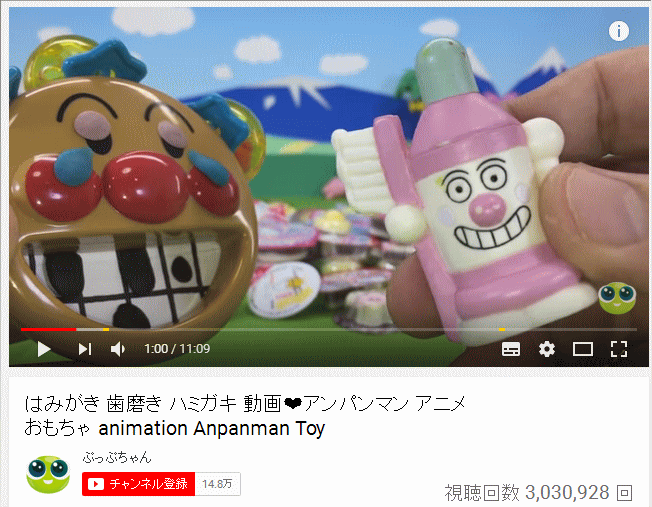 1:00 / 11:09
はみがき 歯磨き ハミガキ 動画❤アンパンマン アニメ
おもちゃ animation Anpanman Toy
ぷっぷちゃん
チャンネル登録 14.8万
視聴回数 3,030,928 回